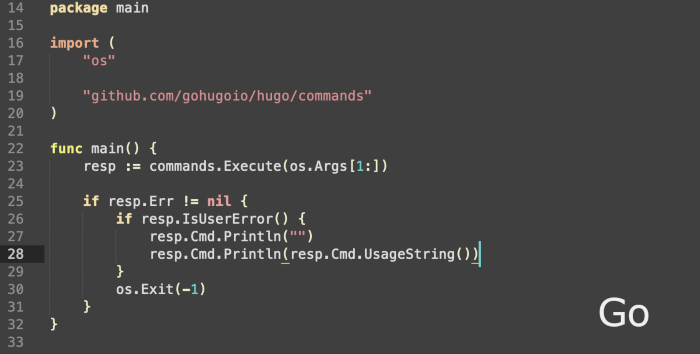 14 package main
15
16 import (
17     "os"
18
19     "github.com/gohugoio/hugo/commands"
20 )
21
22 func main() {
23     resp := commands.Execute(os.Args[1:])
24
25     if resp.Err != nil {
26         if resp.IsUserError() {
27             resp.Cmd.Println("")
28             resp.Cmd.Println(resp.Cmd.UsageString())
29         }
30         os.Exit(-1)
31     }
32 }
33
Go